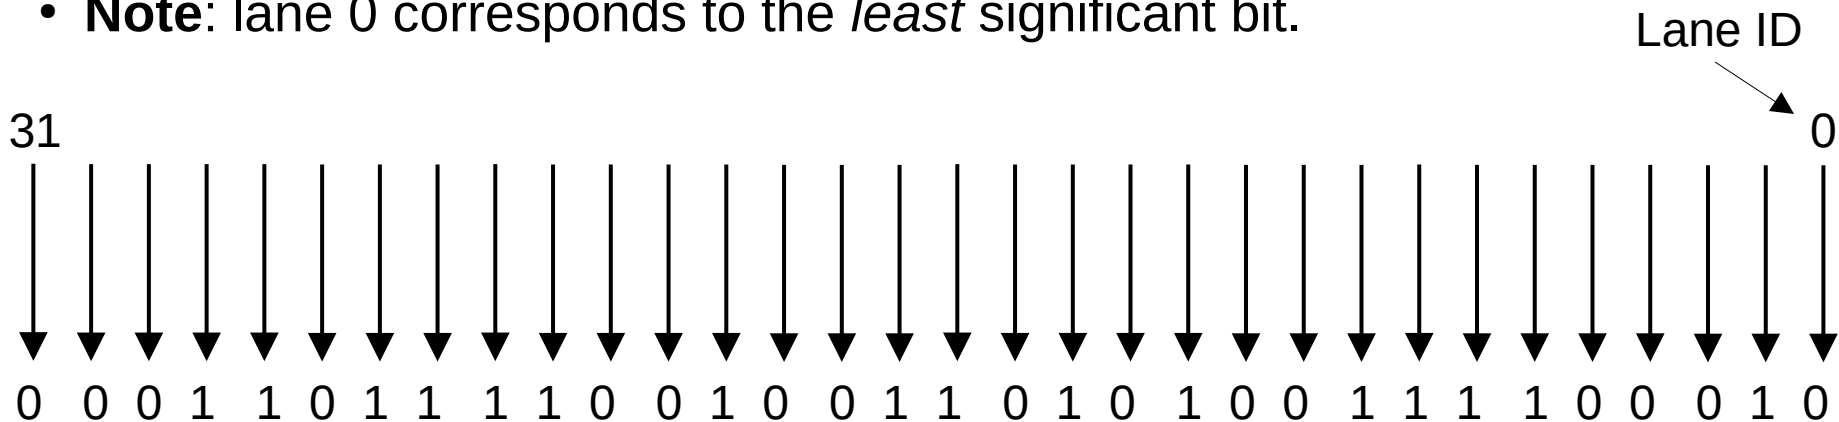 • Note: lane 0 corresponds to the least significant bit.
Lane ID
31 0
0 0 0 1 1 0 1 1 1 1 0 0 1 0 0 1 1 0 1 0 1 0 0 1 1 1 1 0 0 0 1 0